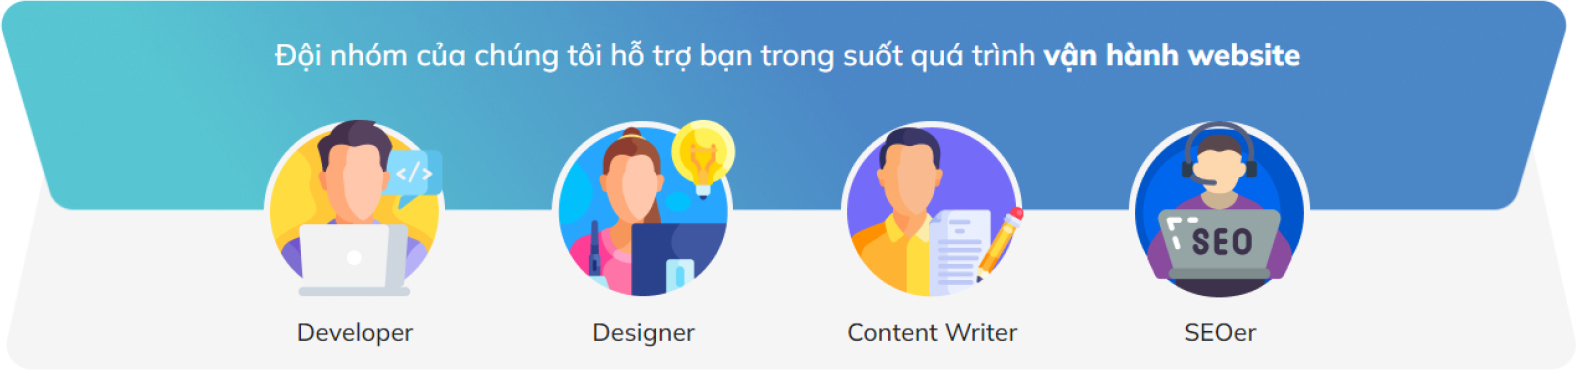 Đội nhóm của chúng tôi hỗ trợ bạn trong suốt quá trình vận hành website
</>
SEO
Developer
Designer
Content Writer
SEOer